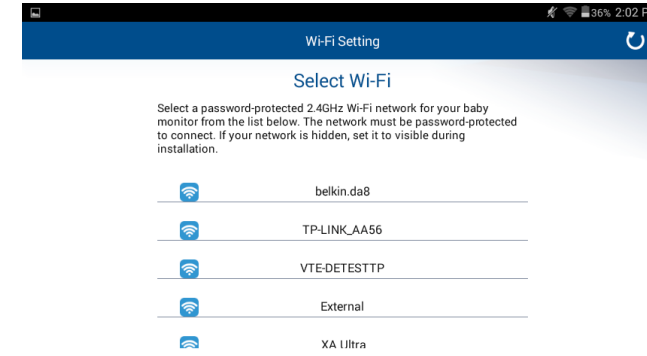 36% 2:02 P
Wi-Fi Setting
Select Wi-Fi
Select a password-protected 2.4GHz Wi-Fi network for your baby
monitor from the list below. The network must be password-protected
to connect. If your network is hidden, set it to visible during
installation.
belkin.da8
TP-LINK_AA56
VTE-DETESTTP
External
XA Ultra